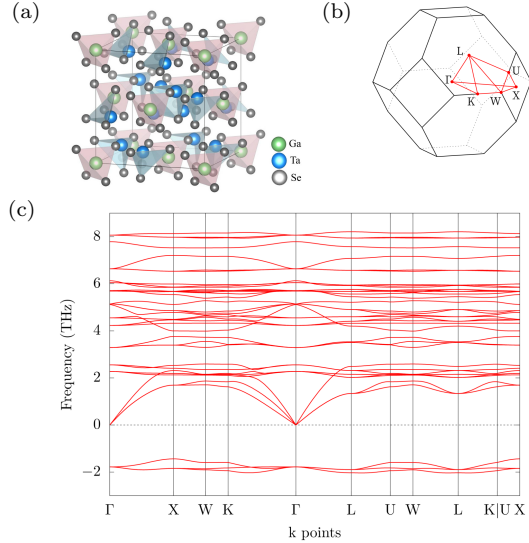 (a)
Ga
Ta
Se
(b)
L
Γ
U
K
W
X
(c)
Frequency (THz)
8
6
4
2
0
−2
Γ X W K Γ L U W L K|U X
k points